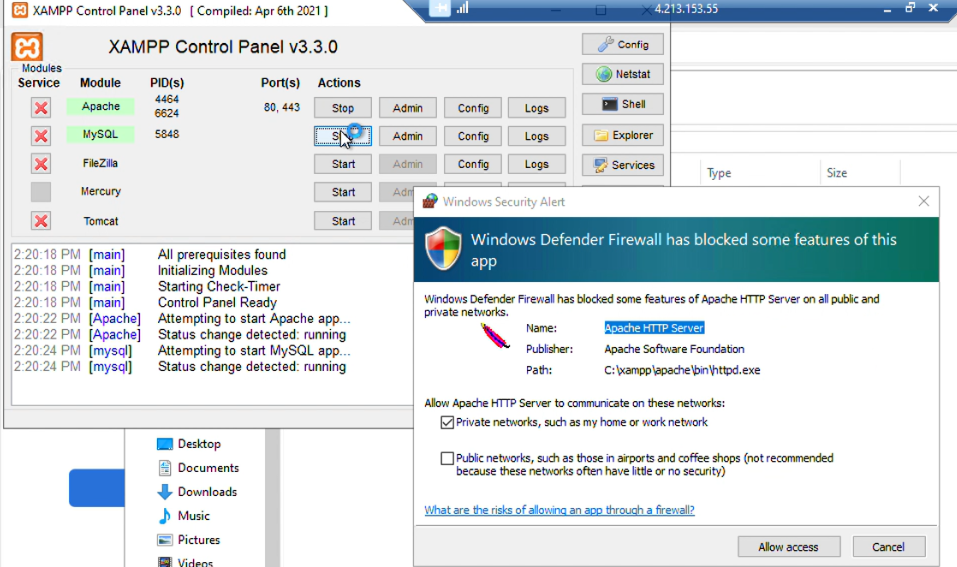 XAMPP Control Panel v3.3.0 [ Compiled: Apr 6th 2021 ]
4.213.153.55
XAMPP Control Panel v3.3.0
Config
Modules
Service Module PID(s) Port(s) Actions
Netstat
Apache 4464 6624 80, 443 Stop Admin Config Logs
Shell
MySQL 5848 Admin Config Logs
Explorer
FileZilla Start Admin Config Logs
Services
Type Size
Mercury Start
Tomcat Start
2:20:18 PM [main] All prerequisites found
2:20:18 PM [main] Initializing Modules
2:20:18 PM [main] Starting Check-Timer
2:20:18 PM [main] Control Panel Ready
2:20:22 PM [Apache] Attempting to start Apache app...
2:20:22 PM [Apache] Status change detected: running
2:20:24 PM [mysql] Attempting to start MySQL app...
2:20:24 PM [mysql] Status change detected: running
Windows Security Alert
Windows Defender Firewall has blocked some features of this
app
Windows Defender Firewall has blocked some features of Apache HTTP Server on all public and
private networks.
Name: Apache HTTP Server
Publisher: Apache Software Foundation
Path: C:\xampp\apache\bin\httpd.exe
Allow Apache HTTP Server to communicate on these networks:
Private networks, such as my home or work network
Public networks, such as those in airports and coffee shops (not recommended
because these networks often have little or no security)
What are the risks of allowing an app through a firewall?
Allow access Cancel
Desktop
Documents
Downloads
Music
Pictures
Videos